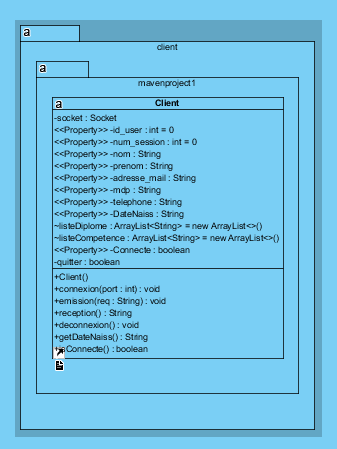 a
client
a
mavenproject1
a
Client
-socket : Socket
<<Property>> -id_user : int = 0
<<Property>> -num_session : int = 0
<<Property>> -nom : String
<<Property>> -prenom : String
<<Property>> -adresse_mail : String
<<Property>> -mdp : String
<<Property>> -telephone : String
<<Property>> -DateNaiss : String
~listeDiplome : ArrayList<String> = new ArrayList<>()
~listeCompetence : ArrayList<String> = new ArrayList<>()
<<Property>> -Connecte : boolean
-quitter : boolean
+Client()
+connexion(port : int) : void
+emission(req : String) : void
+reception() : String
+deconnexion() : void
+getDateNaiss() : String
+isConnecte() : boolean